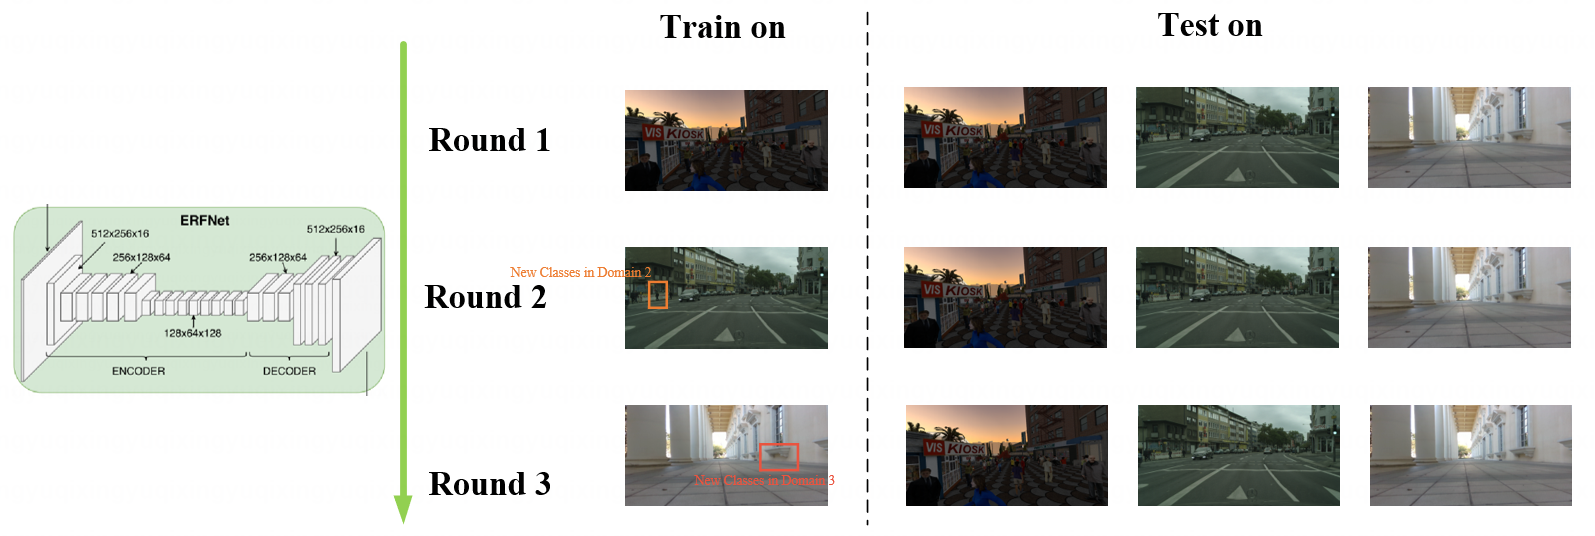 Train on
Test on
Round 1
VIS KIOSK
VIS KIOSK
ERFNet
512x256x16
512x256x16
256x128x64
256x128x64
128x64x128
ENCODER
DECODER
New Classes in Domain 2
Round 2
VIS KIOSK
Round 3
New Classes in Domain 3
VIS KIOSK